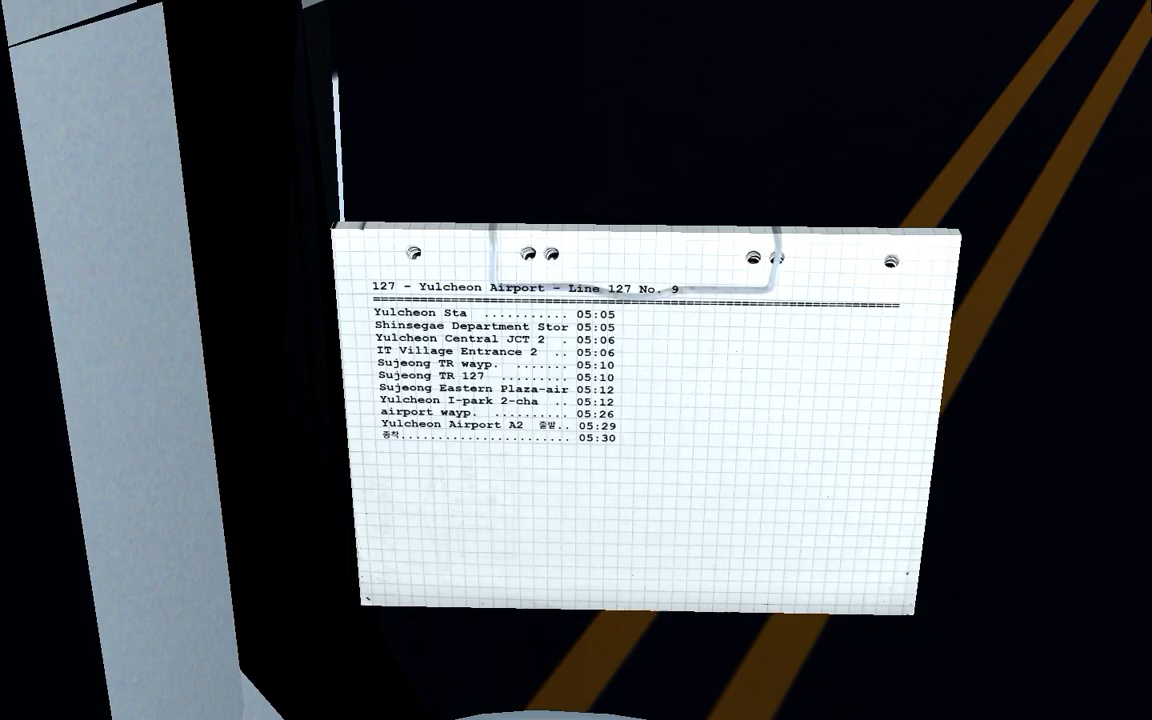 127 - Yulcheon Airport - Line 127 No. 9
==========================================================================
Yulcheon Sta ........... 05:05
Shinsegae Department Stor 05:05
Yulcheon Central JCT 2 . 05:06
IT Village Entrance 2 .. 05:06
Sujeong TR wayp. ....... 05:10
Sujeong TR 127 ......... 05:10
Sujeong Eastern Plaza-air 05:12
Yulcheon I-park 2-cha .. 05:12
airport wayp. .......... 05:26
Yulcheon Airport A2 출발.. 05:29
종착....................... 05:30